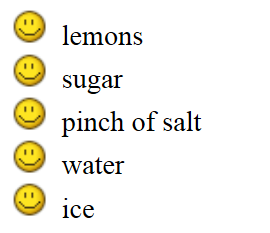 lemons
sugar
pinch of salt
water
ice